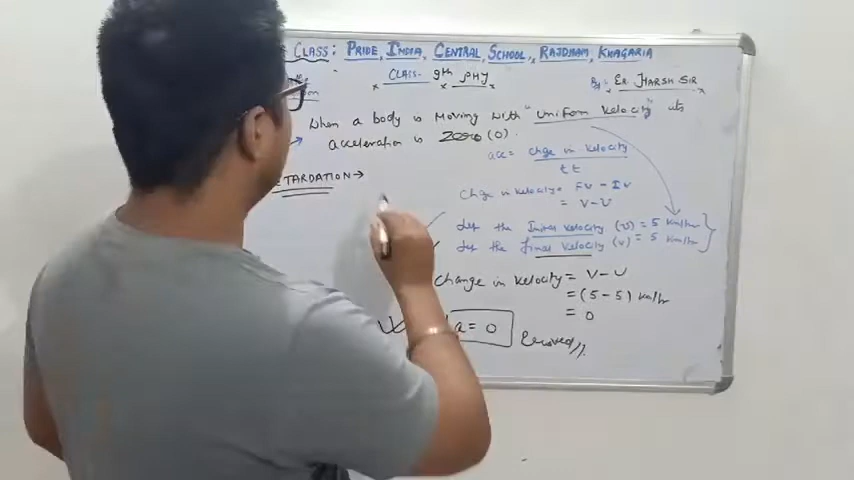 CLASS: PRIDE, INDIA, CENTRAL, SCHOOL, RAJDHAM, KHAGARIA
CLASS- 9th PHY
By: ER HARSH SIR
When a body is moving with "uniform velocity" its
acceleration is Zero (0).
acc = chge in velocity
tt
ETARDATION →
chge in velocity = FV - IV
= V-U
Let the Initial velocity (U) = 5 km/hr
Let the final velocity (V) = 5 km/hr
change in velocity = V - U
= (5-5) km/hr
= 0
a = 0